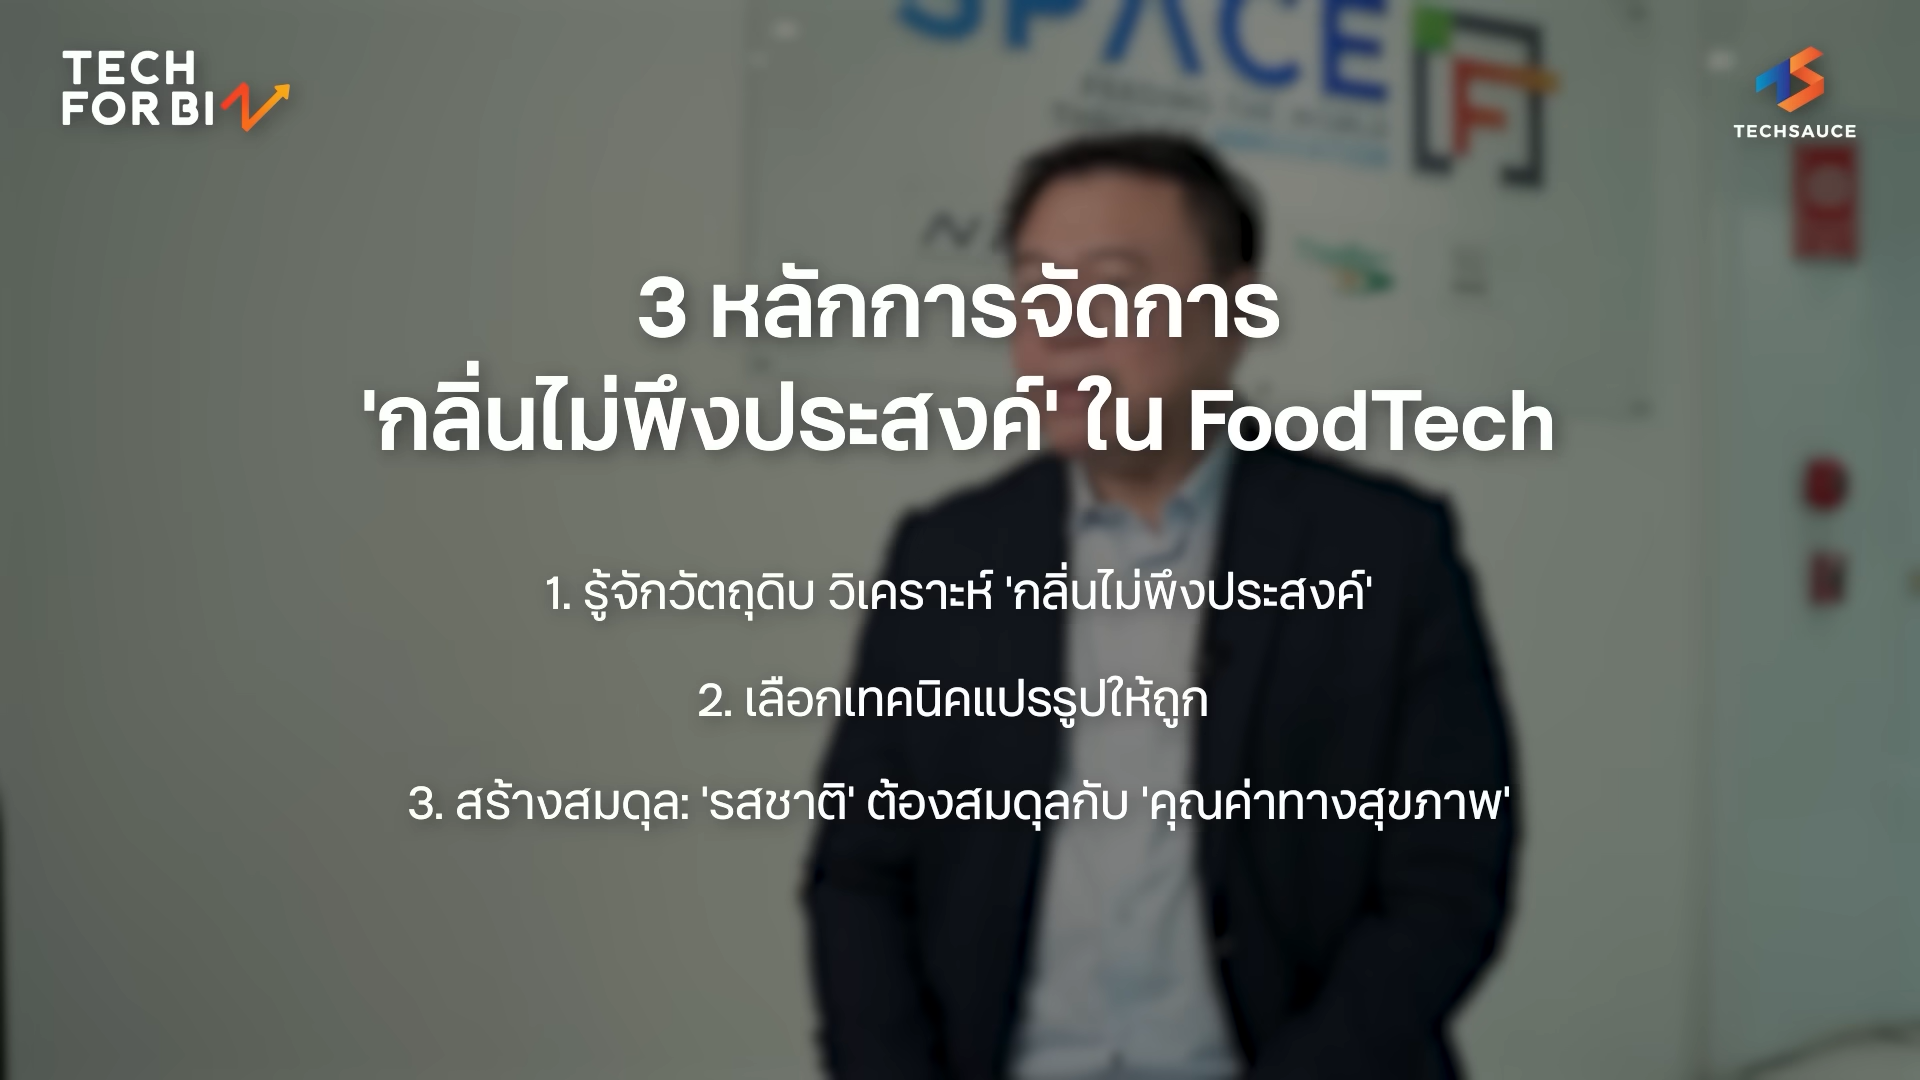 TECH
FOR BIZ
TECHSAUCE
SPACE
F
3 หลักการจัดการ
'กลิ่นไม่พึงประสงค์' ใน FoodTech
1. รู้จักวัตถุดิบ วิเคราะห์ 'กลิ่นไม่พึงประสงค์'
2. เลือกเทคนิคแปรรูปให้ถูก
3. สร้างสมดุล: 'รสชาติ' ต้องสมดุลกับ 'คุณค่าทางสุขภาพ'